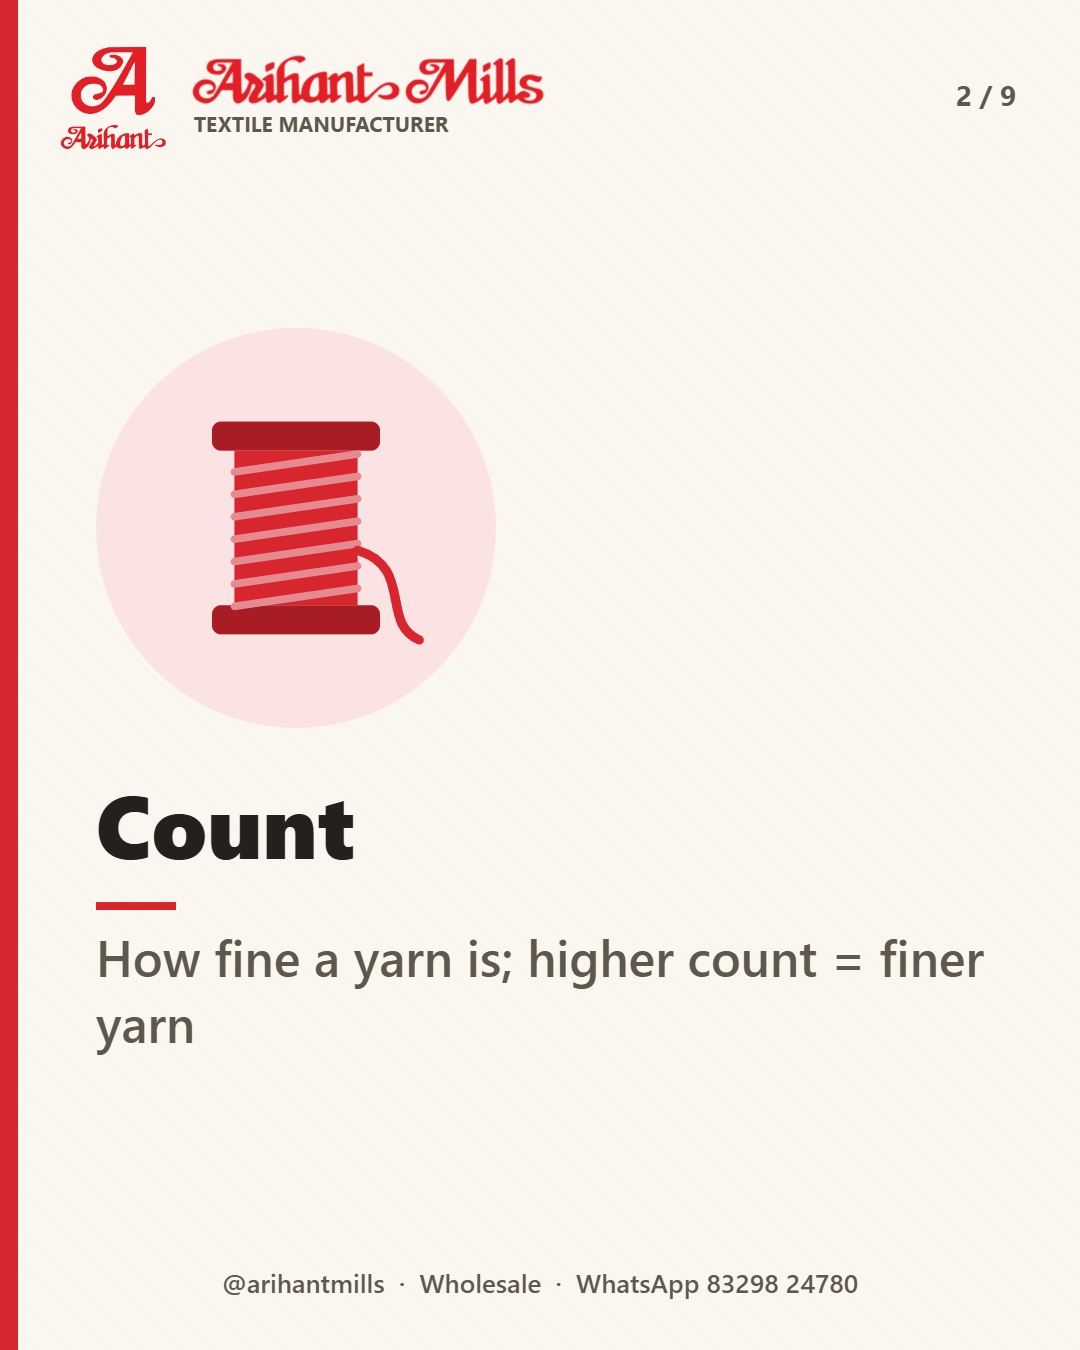 A
Arihant
Arihant Mills
TEXTILE MANUFACTURER
2 / 9
Count
How fine a yarn is; higher count = finer
yarn
@arihantmills · Wholesale · WhatsApp 83298 24780